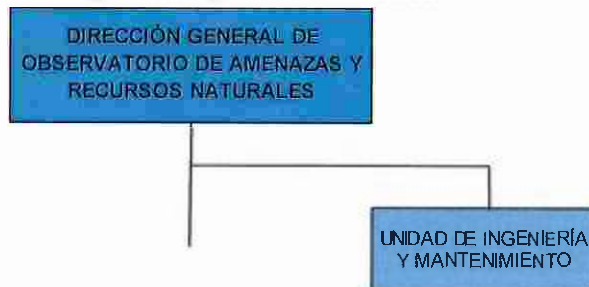 DIRECCIÓN GENERAL DE
OBSERVATORIO DE AMENAZAS Y
RECURSOS NATURALES
UNIDAD DE INGENIERÍA
Y MANTENIMIENTO